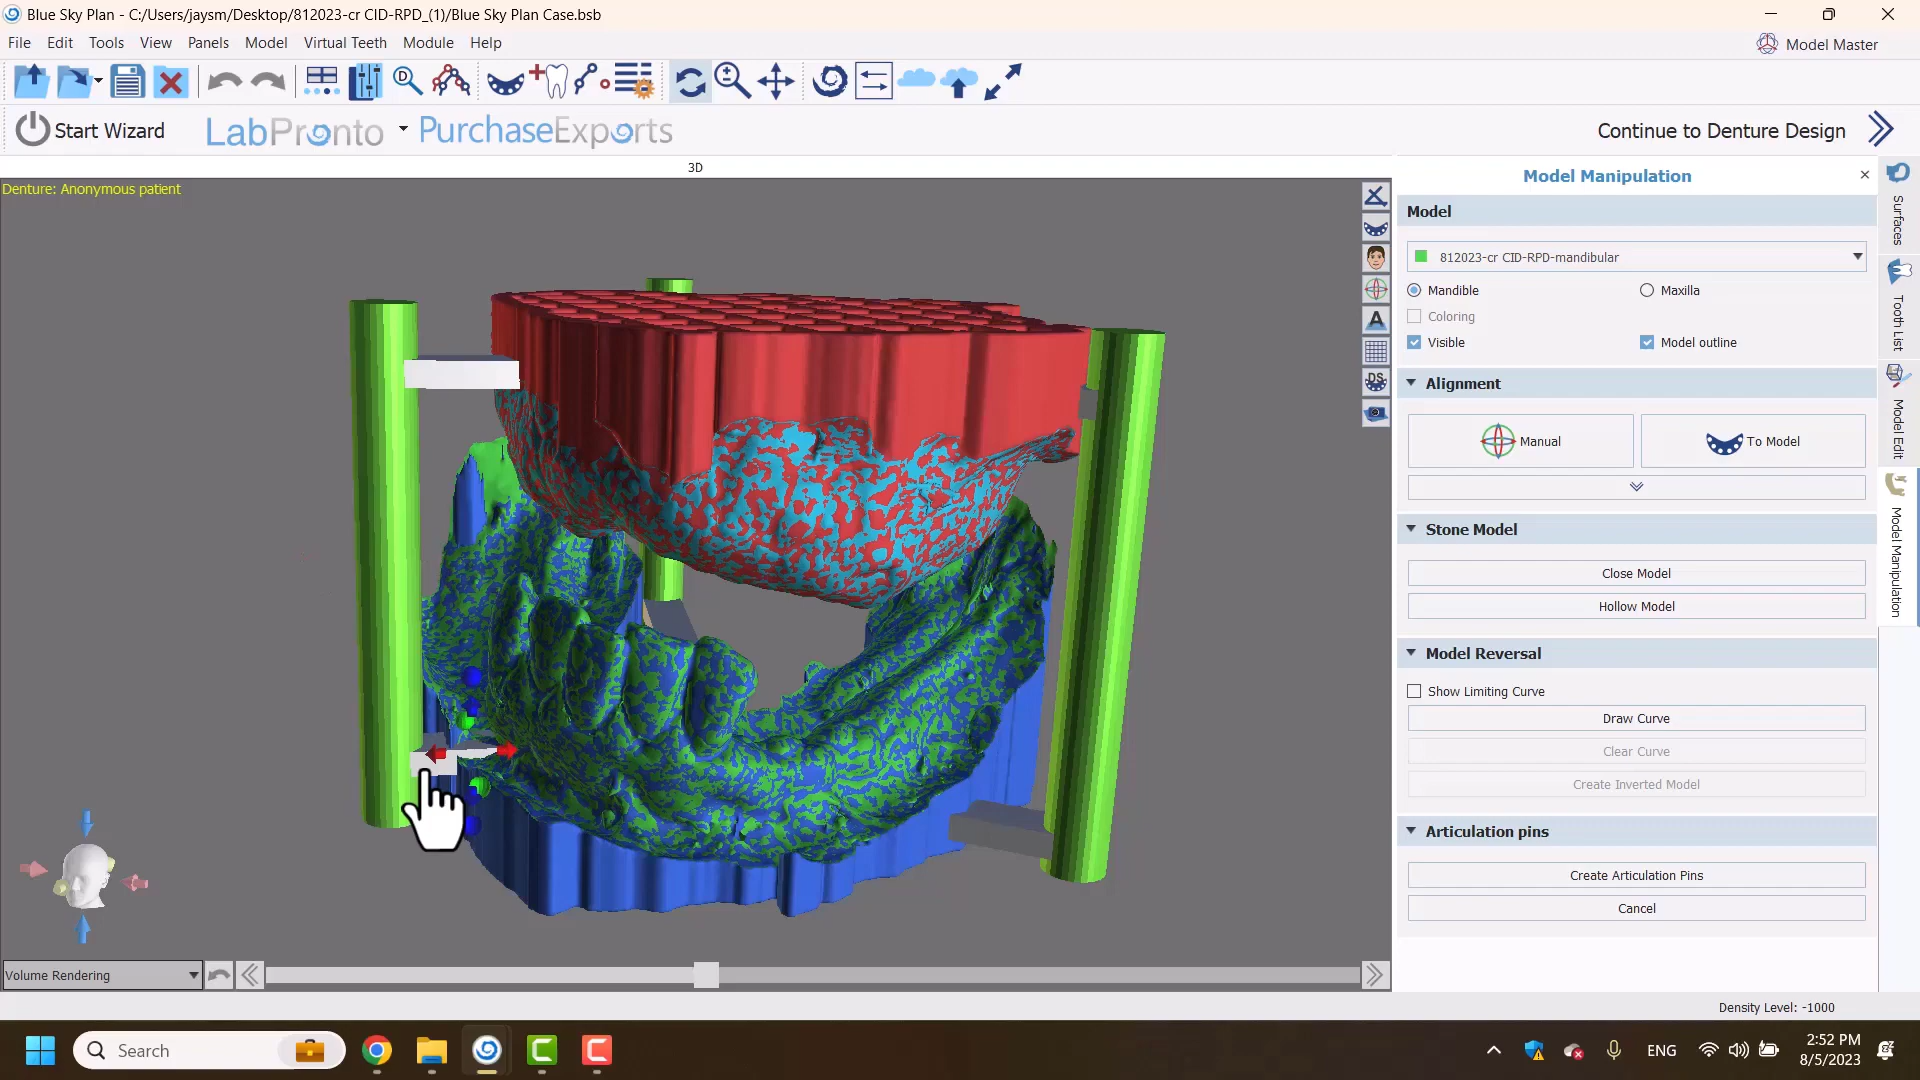 Blue Sky Plan - C:/Users/jaysm/Desktop/812023-cr CID-RPD_(1)/Blue Sky Plan Case.bsb
File Edit Tools View Panels Model Virtual Teeth Module Help
Model Master
Start Wizard LabPronto PurchaseExports Continue to Denture Design
3D
Denture: Anonymous patient
Model Manipulation
Model
812023-cr CID-RPD-mandibular
Mandible Maxilla
Coloring
Visible Model outline
Alignment
Manual To Model
Stone Model
Close Model
Hollow Model
Model Reversal
Show Limiting Curve
Draw Curve
Clear Curve
Create Inverted Model
Articulation pins
Create Articulation Pins
Cancel
Surfaces
Tooth List
Model Edit
Model Manipulation
D
A
DS
Volume Rendering
Density Level: -1000
Search
ENG
2:52 PM
8/5/2023